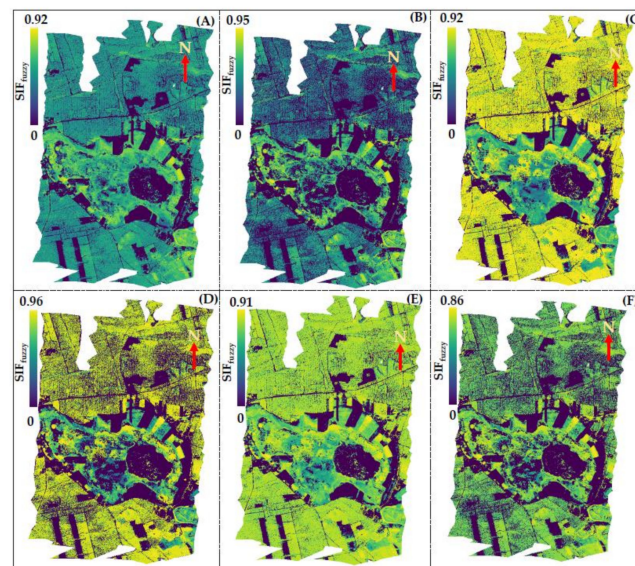 0.92
(A)
N
SIFfuzzy
0
0.95
(B)
N
SIFfuzzy
0
0.92
(C)
N
SIFfuzzy
0
0.96
(D)
N
SIFfuzzy
0
0.91
(E)
N
SIFfuzzy
0
0.86
(F)
N
SIFfuzzy
0